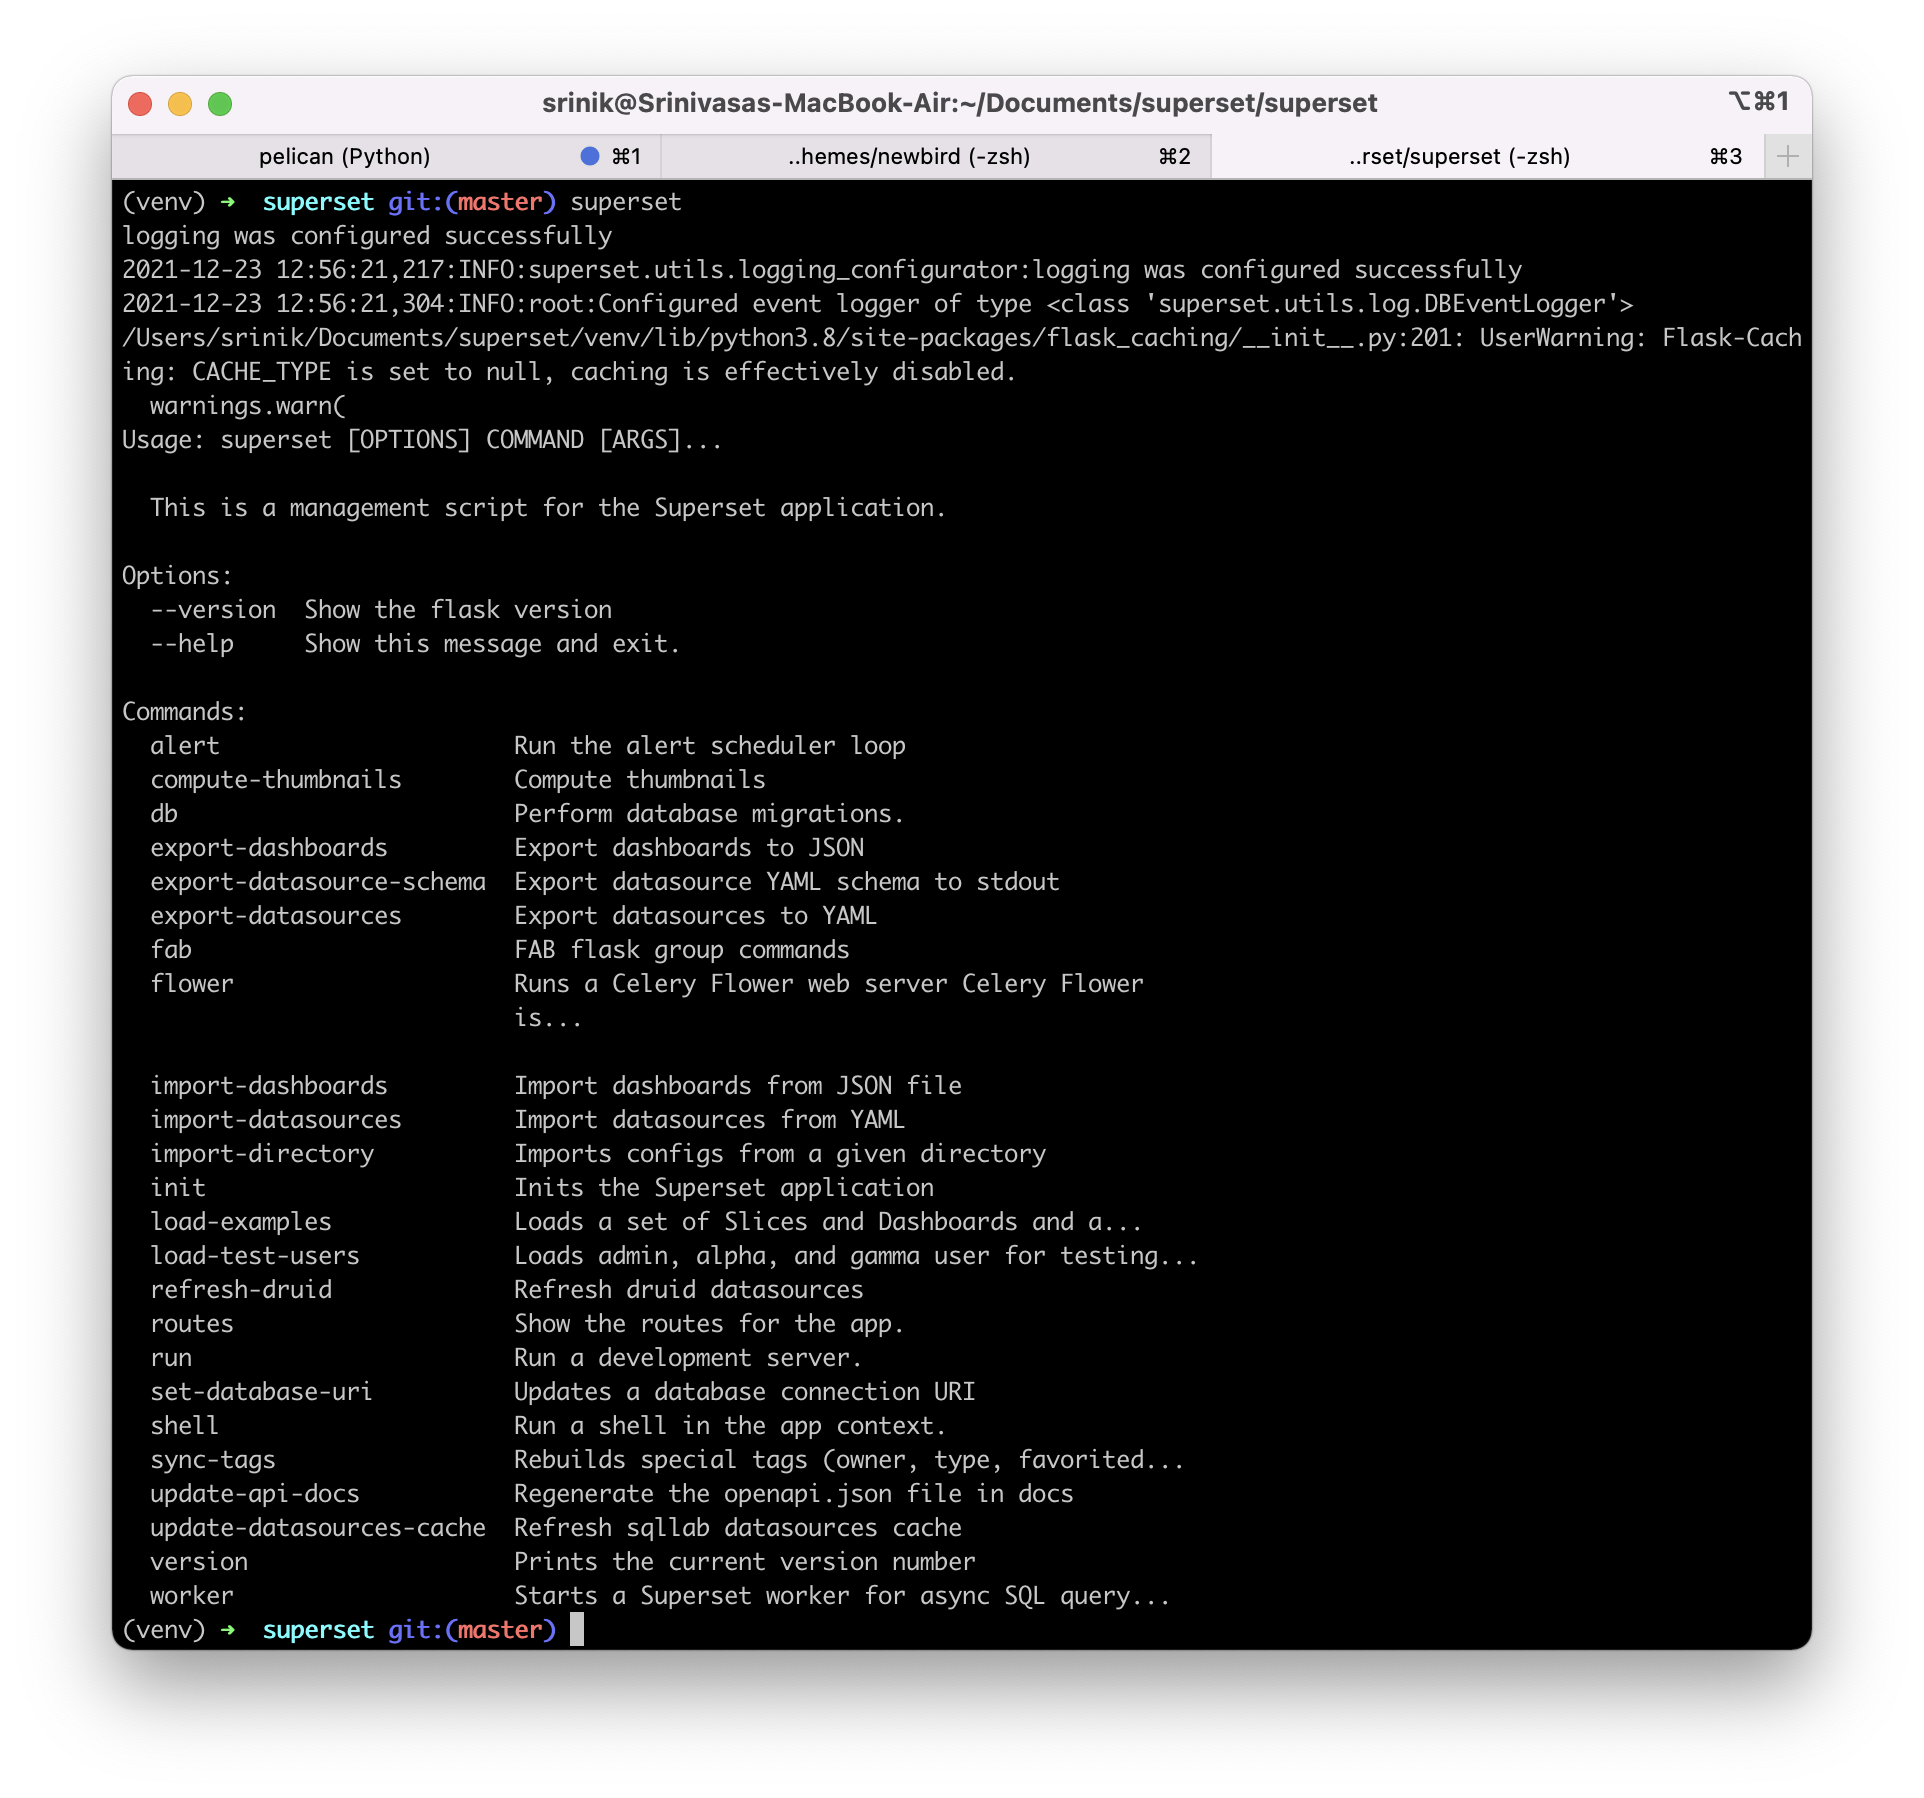 srinik@Srinivasas-MacBook-Air:~/Documents/superset/superset ⌥⌘1
pelican (Python) ⌘1 ..hemes/newbird (-zsh) ⌘2 ..rset/superset (-zsh) ⌘3
(venv) ➜  superset git:(master) superset
logging was configured successfully
2021-12-23 12:56:21,217:INFO:superset.utils.logging_configurator:logging was configured successfully
2021-12-23 12:56:21,304:INFO:root:Configured event logger of type <class 'superset.utils.log.DBEventLogger'>
/Users/srinik/Documents/superset/venv/lib/python3.8/site-packages/flask_caching/__init__.py:201: UserWarning: Flask-Cach
ing: CACHE_TYPE is set to null, caching is effectively disabled.
  warnings.warn(
Usage: superset [OPTIONS] COMMAND [ARGS]...

  This is a management script for the Superset application.

Options:
  --version  Show the flask version
  --help     Show this message and exit.

Commands:
  alert                     Run the alert scheduler loop
  compute-thumbnails        Compute thumbnails
  db                        Perform database migrations.
  export-dashboards         Export dashboards to JSON
  export-datasource-schema  Export datasource YAML schema to stdout
  export-datasources        Export datasources to YAML
  fab                       FAB flask group commands
  flower                    Runs a Celery Flower web server Celery Flower
                            is...

  import-dashboards         Import dashboards from JSON file
  import-datasources        Import datasources from YAML
  import-directory          Imports configs from a given directory
  init                      Inits the Superset application
  load-examples             Loads a set of Slices and Dashboards and a...
  load-test-users           Loads admin, alpha, and gamma user for testing...
  refresh-druid             Refresh druid datasources
  routes                    Show the routes for the app.
  run                       Run a development server.
  set-database-uri          Updates a database connection URI
  shell                     Run a shell in the app context.
  sync-tags                 Rebuilds special tags (owner, type, favorited...
  update-api-docs           Regenerate the openapi.json file in docs
  update-datasources-cache  Refresh sqllab datasources cache
  version                   Prints the current version number
  worker                    Starts a Superset worker for async SQL query...
(venv) ➜  superset git:(master)